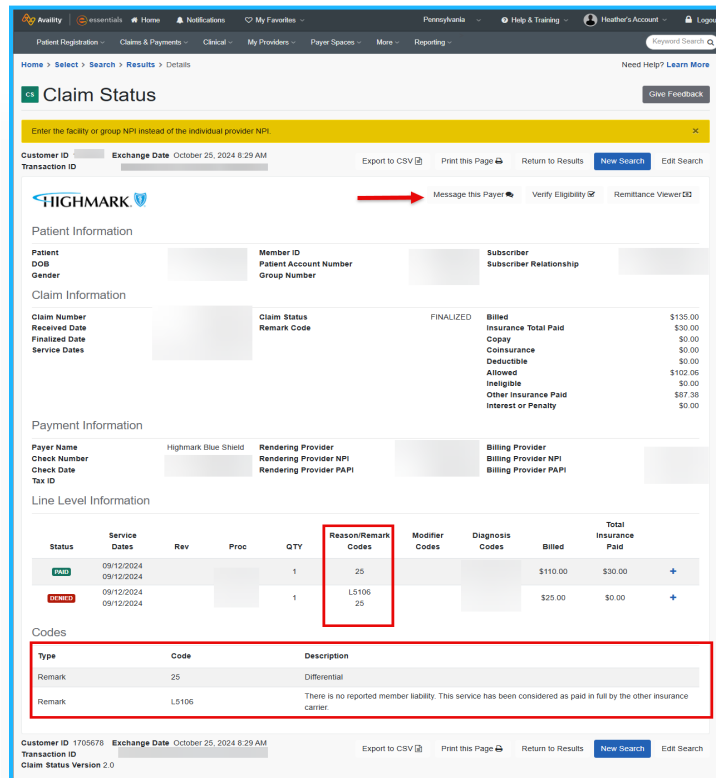 Availity essentials Home Notifications My Favorites Pennsylvania Help & Training Heather's Account Logou
Patient Registration Claims & Payments Clinical My Providers Payer Spaces More Reporting Keyword Search
Home > Select > Search > Results > Details Need Help? Learn More
CS Claim Status Give Feedback
Enter the facility or group NPI instead of the individual provider NPI. ×
Customer ID Exchange Date October 25, 2024 8:29 AM
Transaction ID
Export to CSV Print this Page Return to Results New Search Edit Search
HIGHMARK Message this Payer Verify Eligibility Remittance Viewer
Patient Information
Patient Member ID Subscriber
DOB Patient Account Number Subscriber Relationship
Gender Group Number
Claim Information
Claim Number Claim Status FINALIZED Billed $135.00
Received Date Remark Code Insurance Total Paid $30.00
Finalized Date Copay $0.00
Service Dates Coinsurance $0.00
Deductible $0.00
Allowed $102.06
Ineligible $0.00
Other Insurance Paid $87.38
Interest or Penalty $0.00
Payment Information
Payer Name Highmark Blue Shield Rendering Provider Billing Provider
Check Number Rendering Provider NPI Billing Provider NPI
Check Date Rendering Provider PAPI Billing Provider PAPI
Tax ID
Line Level Information
Status Service Dates Rev Proc QTY Reason/Remark Codes Modifier Codes Diagnosis Codes Billed Total Insurance Paid
PAID 09/12/2024 09/12/2024 1 25 $110.00 $30.00 +
DENIED 09/12/2024 09/12/2024 1 L5106 25 $25.00 $0.00 +
Codes
Type Code Description
Remark 25 Differential
Remark L5106 There is no reported member liability. This service has been considered as paid in full by the other insurance carrier.
Customer ID 1705678 Exchange Date October 25, 2024 8:29 AM
Transaction ID
Export to CSV Print this Page Return to Results New Search Edit Search
Claim Status Version 2.0